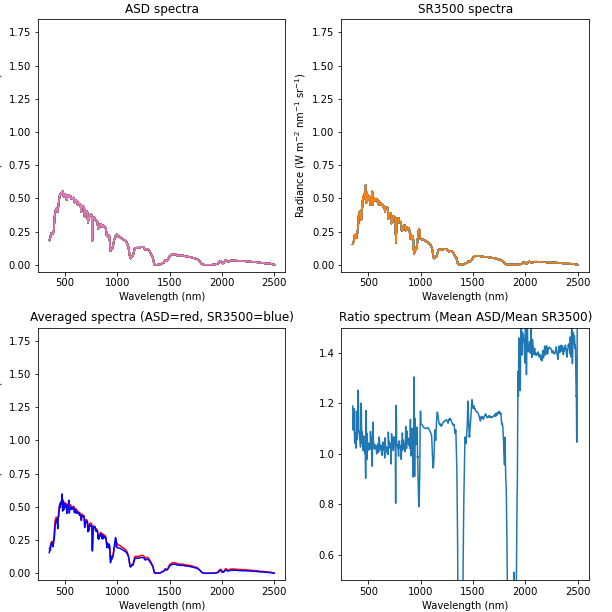 ASD spectra
1.75
1.50
1.25
1.00
0.75
0.50
0.25
0.00
500 1000 1500 2000 2500
Wavelength (nm)
SR3500 spectra
Radiance (W m⁻² nm⁻¹ sr⁻¹)
1.75
1.50
1.25
1.00
0.75
0.50
0.25
0.00
500 1000 1500 2000 2500
Wavelength (nm)
Averaged spectra (ASD=red, SR3500=blue)
1.75
1.50
1.25
1.00
0.75
0.50
0.25
0.00
500 1000 1500 2000 2500
Wavelength (nm)
Ratio spectrum (Mean ASD/Mean SR3500)
1.4
1.2
1.0
0.8
0.6
500 1000 1500 2000 2500
Wavelength (nm)